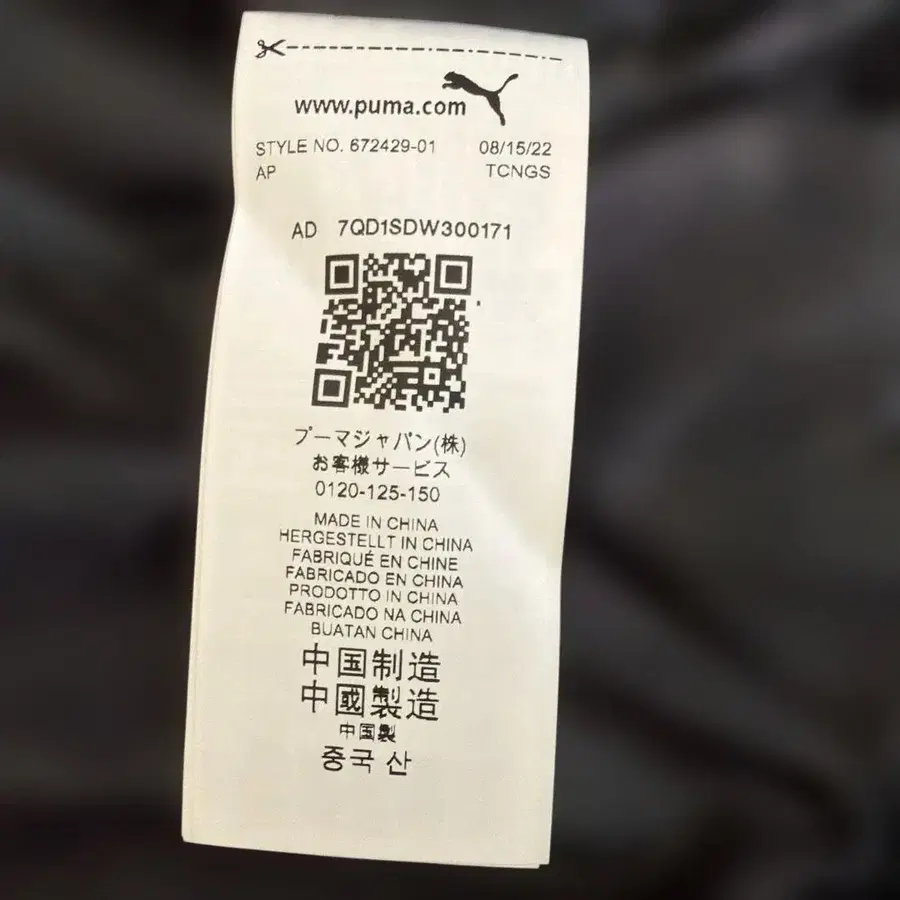 www.puma.com
STYLE NO. 672429-01 08/15/22
AP TCNGS
AD 7QD1SDW300171
プーマジャパン(株)
お客様サービス
0120-125-150
MADE IN CHINA
HERGESTELLT IN CHINA
FABRIQUÉ EN CHINE
FABRICADO EN CHINA
PRODOTTO IN CHINA
FABRICADO NA CHINA
BUATAN CHINA
中国制造
中國製造
中国製
중국 산